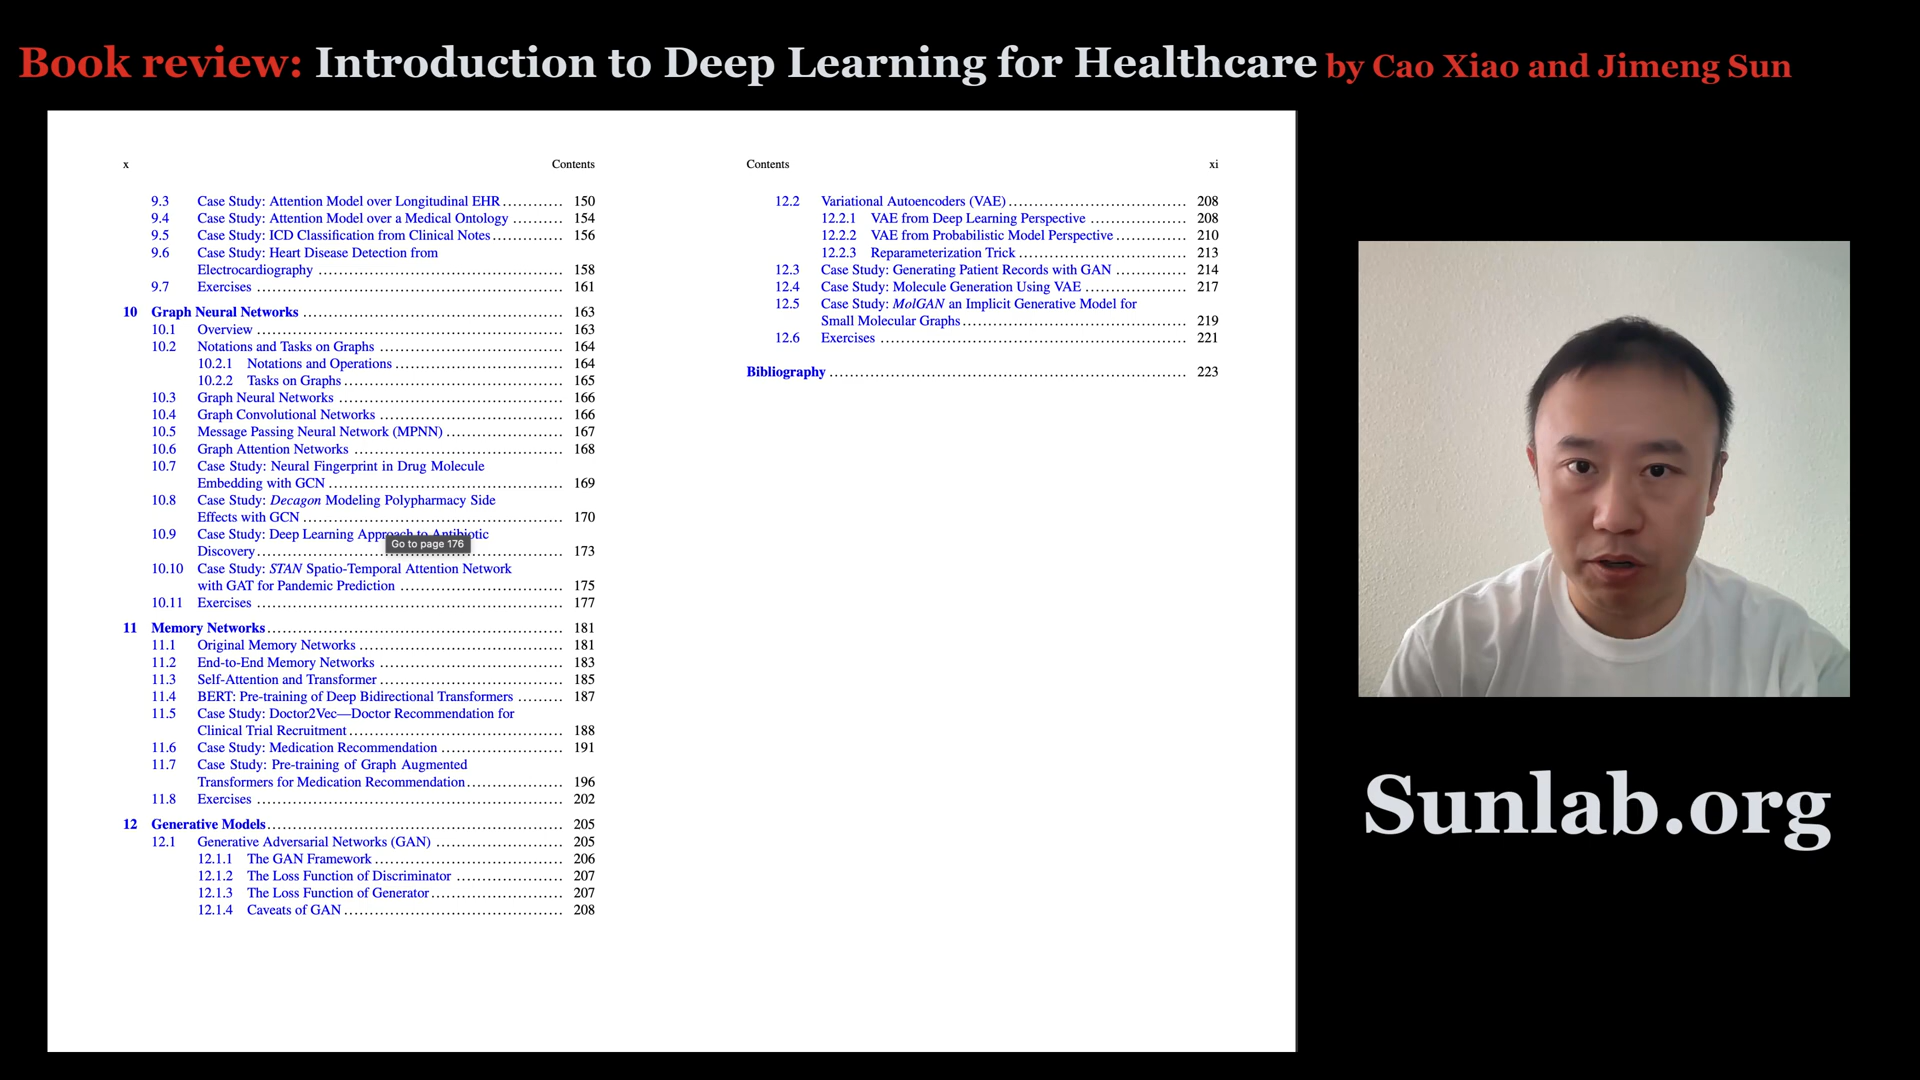 Book review: Introduction to Deep Learning for Healthcare by Cao Xiao and Jimeng Sun
x Contents
9.3 Case Study: Attention Model over Longitudinal EHR ............ 150
9.4 Case Study: Attention Model over a Medical Ontology .......... 154
9.5 Case Study: ICD Classification from Clinical Notes .............. 156
9.6 Case Study: Heart Disease Detection from
Electrocardiography ............ 158
9.7 Exercises ............ 161
10 Graph Neural Networks ............ 163
10.1 Overview ............ 163
10.2 Notations and Tasks on Graphs ............ 164
10.2.1 Notations and Operations ............ 164
10.2.2 Tasks on Graphs ............ 165
10.3 Graph Neural Networks ............ 166
10.4 Graph Convolutional Networks ............ 166
10.5 Message Passing Neural Network (MPNN) ............ 167
10.6 Graph Attention Networks ............ 168
10.7 Case Study: Neural Fingerprint in Drug Molecule
Embedding with GCN ............ 169
10.8 Case Study: Decagon Modeling Polypharmacy Side
Effects with GCN ............ 170
10.9 Case Study: Deep Learning Approach to Antibiotic
Go to page 176
Discovery ............ 173
10.10 Case Study: STAN Spatio-Temporal Attention Network
with GAT for Pandemic Prediction ............ 175
10.11 Exercises ............ 177
11 Memory Networks ............ 181
11.1 Original Memory Networks ............ 181
11.2 End-to-End Memory Networks ............ 183
11.3 Self-Attention and Transformer ............ 185
11.4 BERT: Pre-training of Deep Bidirectional Transformers ........ 187
11.5 Case Study: Doctor2Vec—Doctor Recommendation for
Clinical Trial Recruitment ............ 188
11.6 Case Study: Medication Recommendation ............ 191
11.7 Case Study: Pre-training of Graph Augmented
Transformers for Medication Recommendation ............ 196
11.8 Exercises ............ 202
12 Generative Models ............ 205
12.1 Generative Adversarial Networks (GAN) ............ 205
12.1.1 The GAN Framework ............ 206
12.1.2 The Loss Function of Discriminator ............ 207
12.1.3 The Loss Function of Generator ............ 207
12.1.4 Caveats of GAN ............ 208
Contents xi
12.2 Variational Autoencoders (VAE) ............ 208
12.2.1 VAE from Deep Learning Perspective ............ 208
12.2.2 VAE from Probabilistic Model Perspective ............ 210
12.2.3 Reparameterization Trick ............ 213
12.3 Case Study: Generating Patient Records with GAN ............ 214
12.4 Case Study: Molecule Generation Using VAE ............ 217
12.5 Case Study: MolGAN an Implicit Generative Model for
Small Molecular Graphs ............ 219
12.6 Exercises ............ 221
Bibliography ............ 223
Sunlab.org